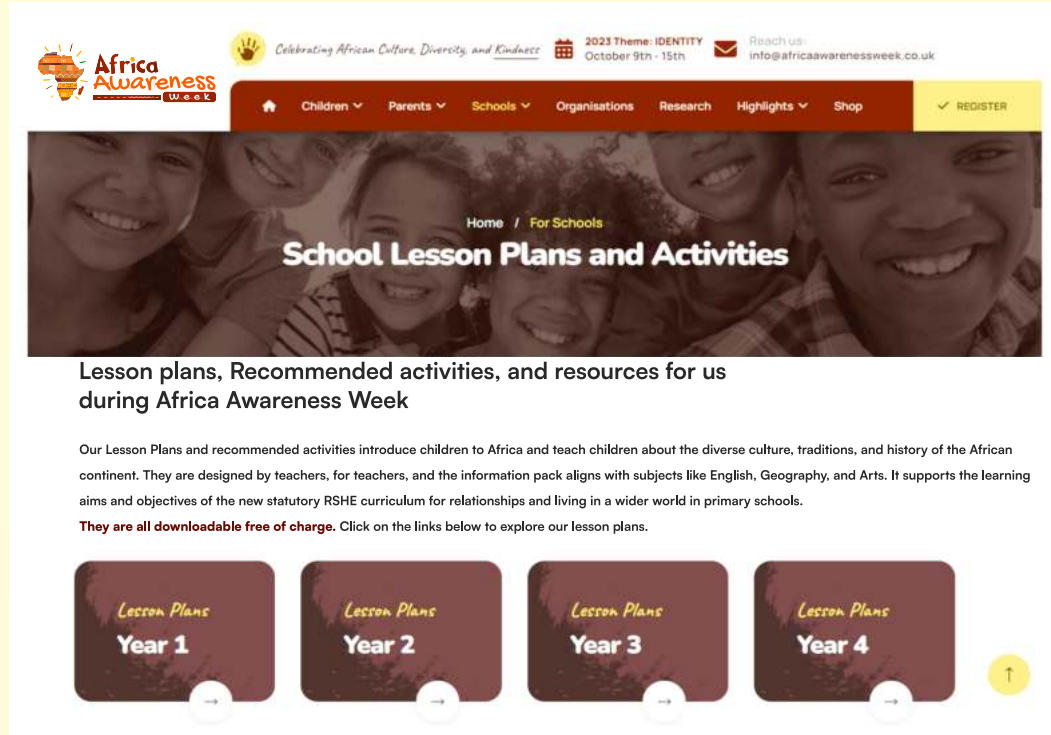 Africa
Awareness
Week
Celebrating African Culture, Diversity, and Kindness
2023 Theme: IDENTITY
October 9th - 15th
Reach us:
info@africaawarenessweek.co.uk
Children
Parents
Schools
Organisations
Research
Highlights
Shop
REGISTER
Home / For Schools
School Lesson Plans and Activities
Lesson plans, Recommended activities, and resources for us
during Africa Awareness Week
Our Lesson Plans and recommended activities introduce children to Africa and teach children about the diverse culture, traditions, and history of the African
continent. They are designed by teachers, for teachers, and the information pack aligns with subjects like English, Geography, and Arts. It supports the learning
aims and objectives of the new statutory RSHE curriculum for relationships and living in a wider world in primary schools.
They are all downloadable free of charge. Click on the links below to explore our lesson plans.
Lesson Plans
Year 1
Lesson Plans
Year 2
Lesson Plans
Year 3
Lesson Plans
Year 4